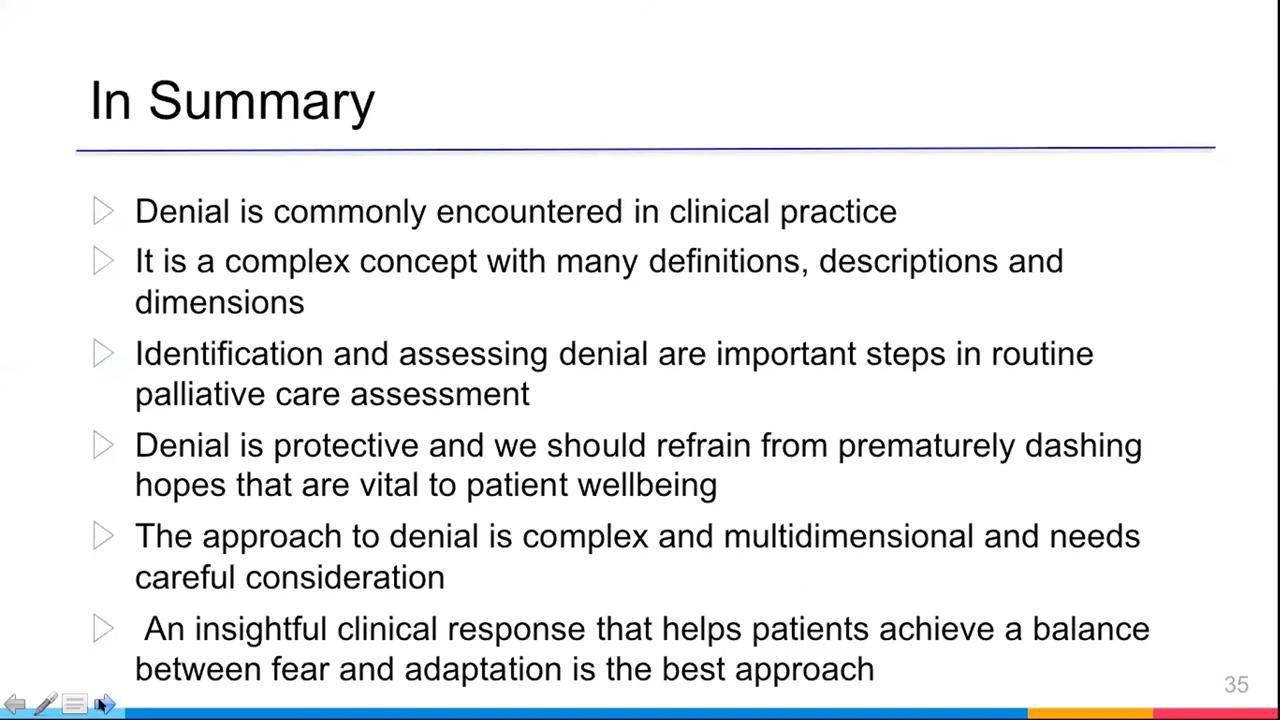 In Summary
Denial is commonly encountered in clinical practice
It is a complex concept with many definitions, descriptions and
dimensions
Identification and assessing denial are important steps in routine
palliative care assessment
Denial is protective and we should refrain from prematurely dashing
hopes that are vital to patient wellbeing
The approach to denial is complex and multidimensional and needs
careful consideration
An insightful clinical response that helps patients achieve a balance
between fear and adaptation is the best approach
35